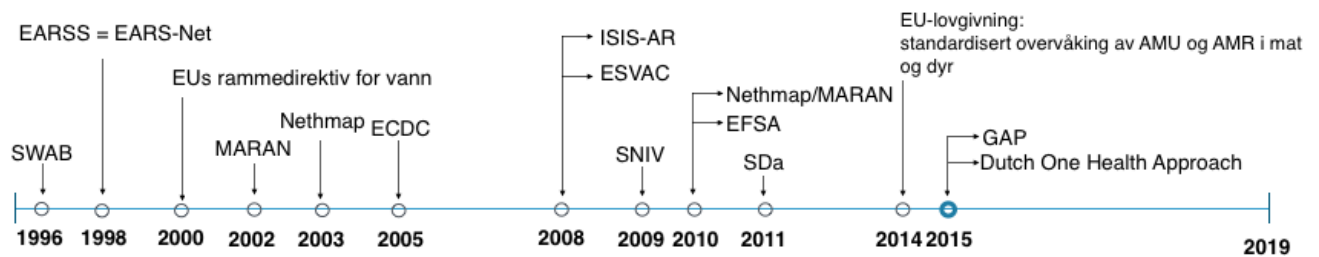 EARSS = EARS-Net
EUs rammedirektiv for vann
SWAB
MARAN
Nethmap
ECDC
ISIS-AR
ESVAC
SNIV
Nethmap/MARAN
EFSA
SDa
EU-lovgivning:
standardisert overvåking av AMU og AMR i mat
og dyr
GAP
Dutch One Health Approach
1996
1998
2000
2002
2003
2005
2008
2009
2010
2011
2014
2015
2019